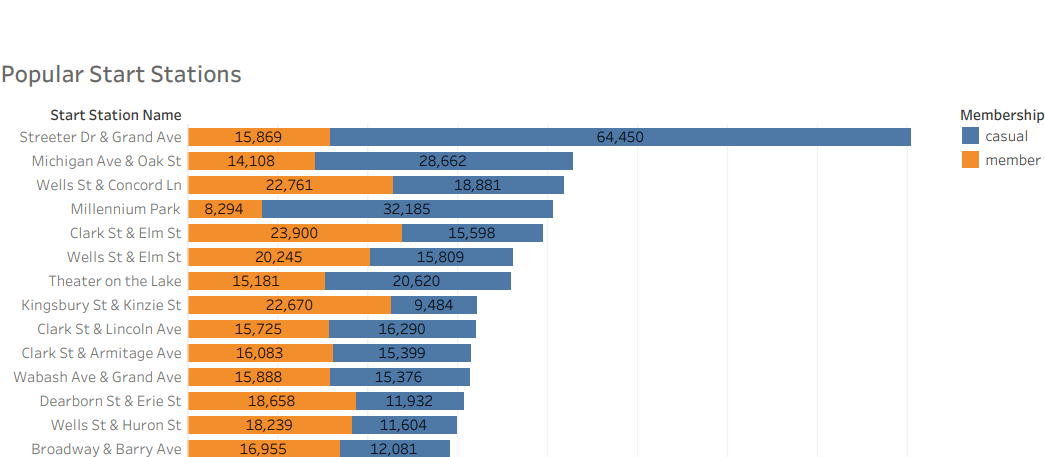 Popular Start Stations
Start Station Name
Membership
Streeter Dr & Grand Ave 15,869 64,450
casual
Michigan Ave & Oak St 14,108 28,662
member
Wells St & Concord Ln 22,761 18,881
Millennium Park 8,294 32,185
Clark St & Elm St 23,900 15,598
Wells St & Elm St 20,245 15,809
Theater on the Lake 15,181 20,620
Kingsbury St & Kinzie St 22,670 9,484
Clark St & Lincoln Ave 15,725 16,290
Clark St & Armitage Ave 16,083 15,399
Wabash Ave & Grand Ave 15,888 15,376
Dearborn St & Erie St 18,658 11,932
Wells St & Huron St 18,239 11,604
Broadway & Barry Ave 16,955 12,081